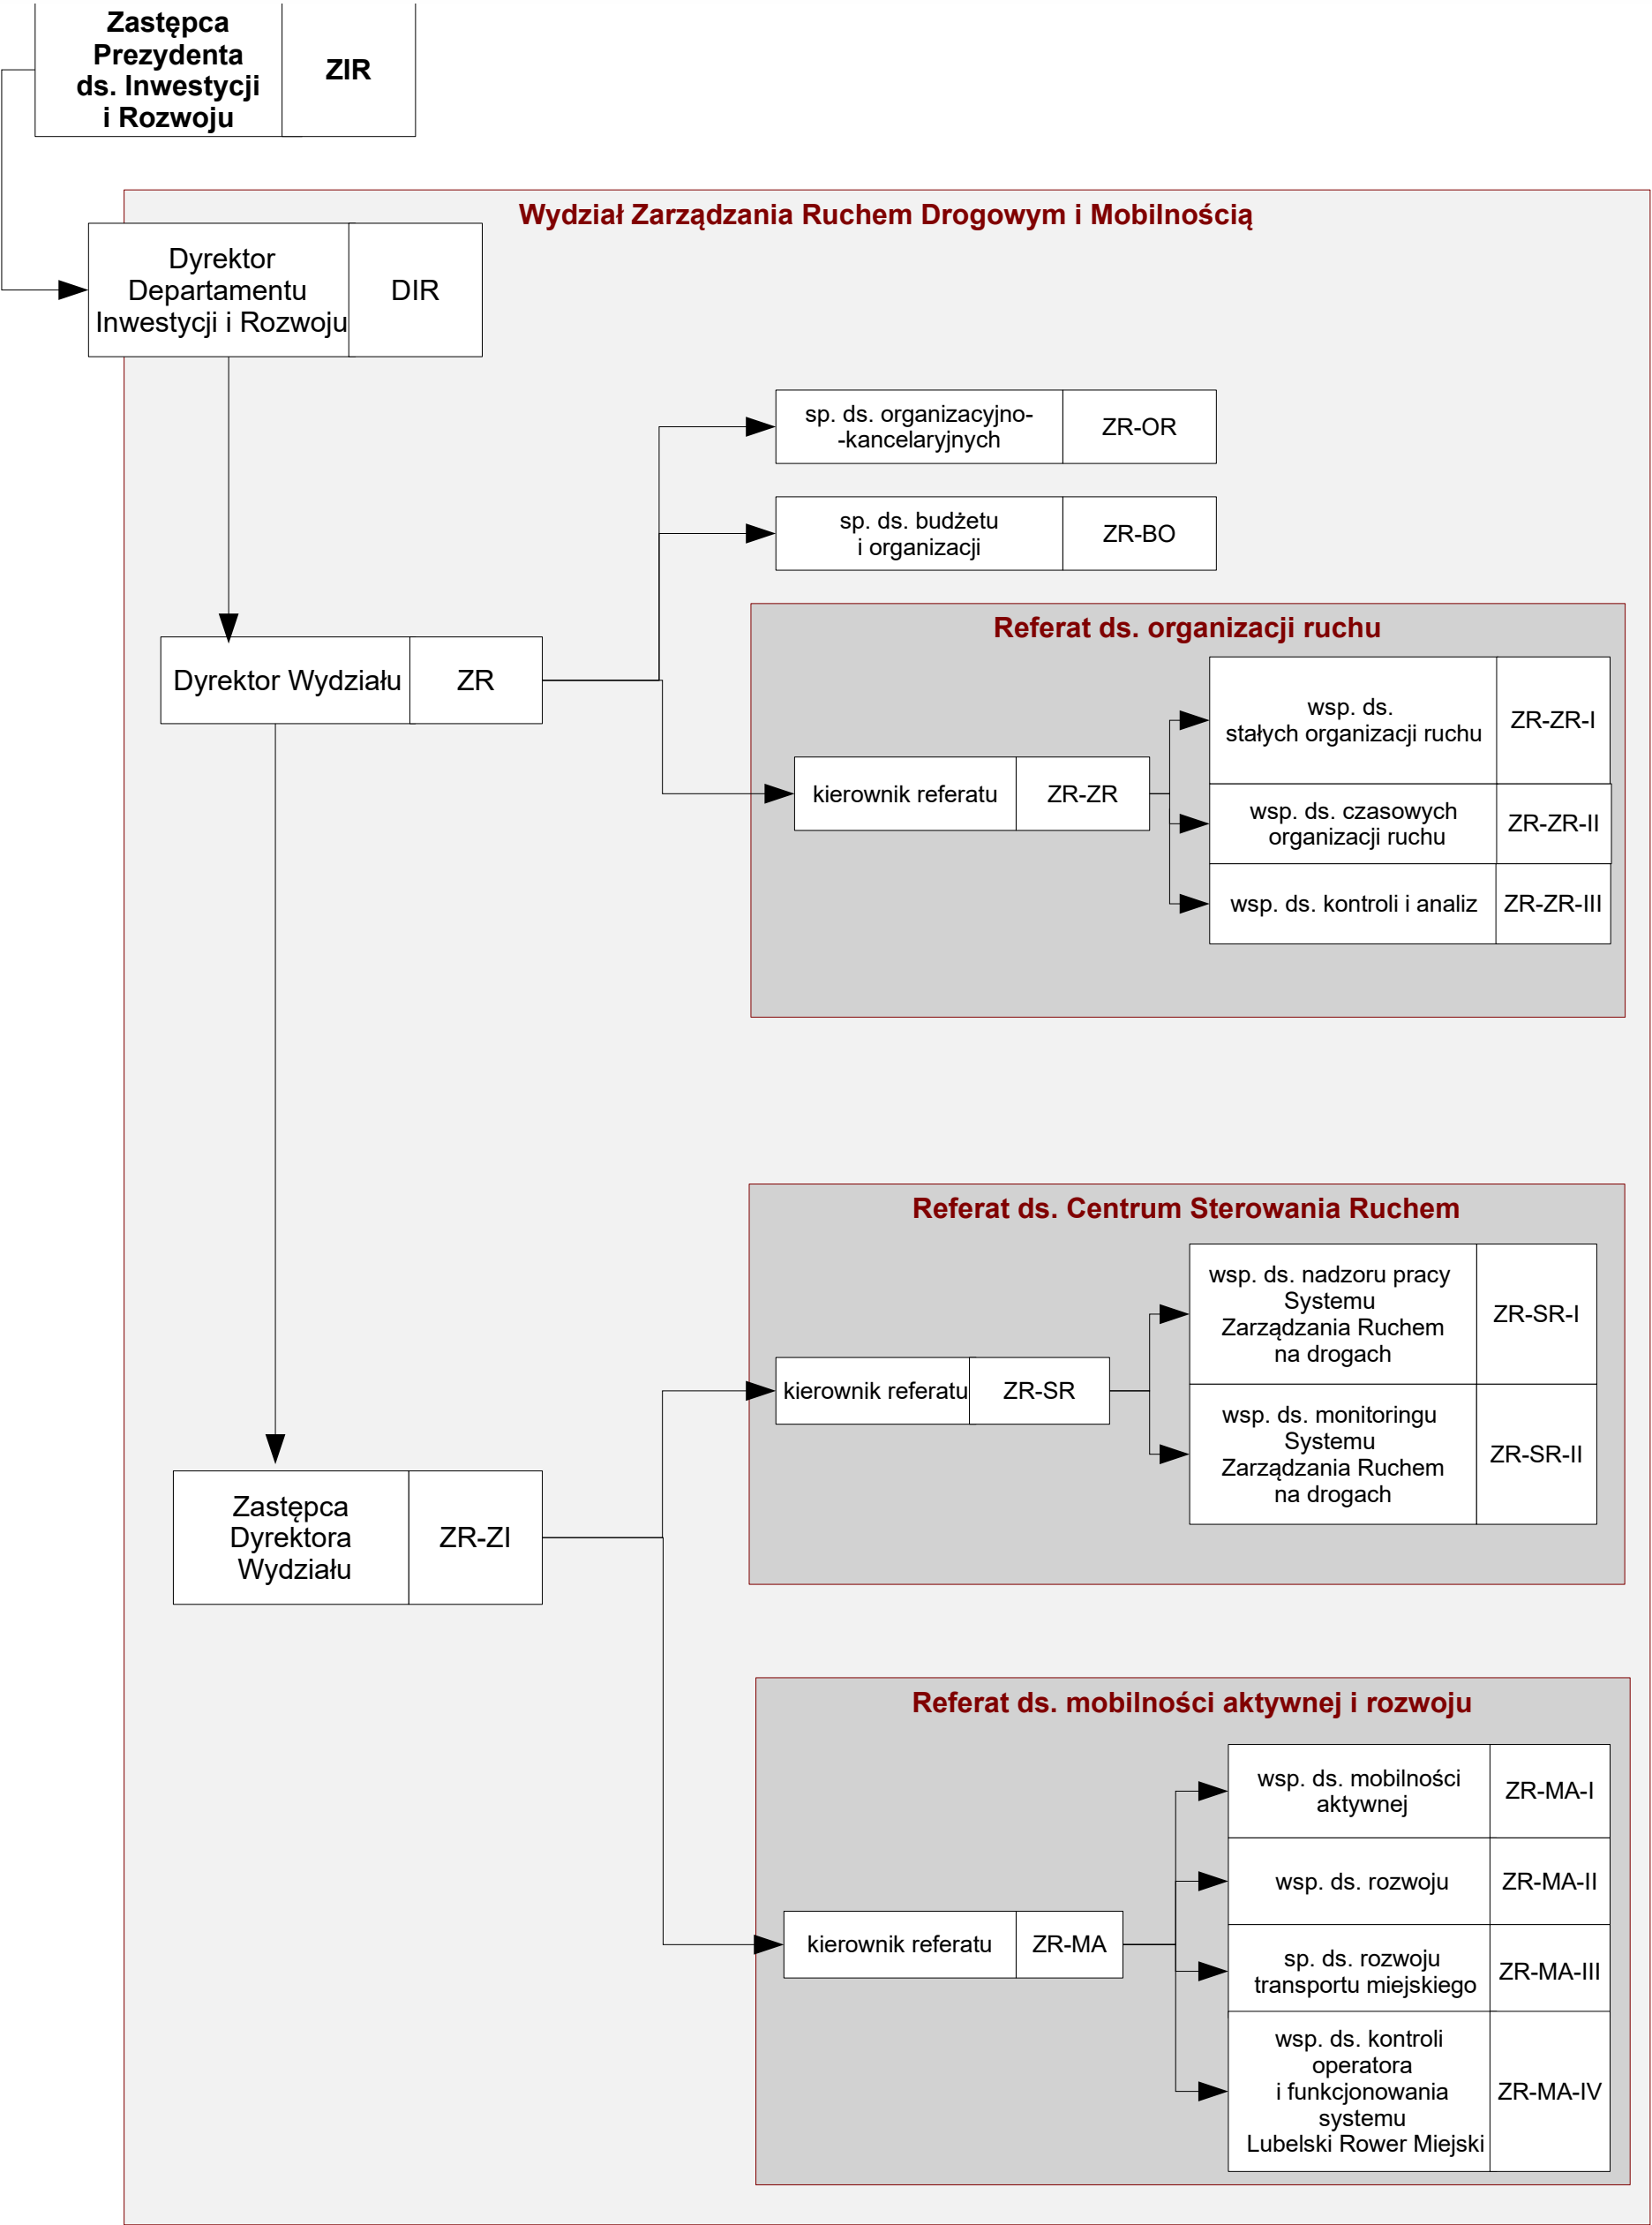 Zastępca
Prezydenta
ds. Inwestycji
i Rozwoju
ZIR
Wydział Zarządzania Ruchem Drogowym i Mobilnością
Dyrektor
Departamentu
Inwestycji i Rozwoju
DIR
sp. ds. organizacyjno-
-kancelaryjnych
ZR-OR
sp. ds. budżetu
i organizacji
ZR-BO
Dyrektor Wydziału
ZR
Referat ds. organizacji ruchu
kierownik referatu
ZR-ZR
wsp. ds.
stałych organizacji ruchu
ZR-ZR-I
wsp. ds. czasowych
organizacji ruchu
ZR-ZR-II
wsp. ds. kontroli i analiz
ZR-ZR-III
Zastępca
Dyrektora
Wydziału
ZR-ZI
Referat ds. Centrum Sterowania Ruchem
kierownik referatu
ZR-SR
wsp. ds. nadzoru pracy
Systemu
Zarządzania Ruchem
na drogach
ZR-SR-I
wsp. ds. monitoringu
Systemu
Zarządzania Ruchem
na drogach
ZR-SR-II
Referat ds. mobilności aktywnej i rozwoju
kierownik referatu
ZR-MA
wsp. ds. mobilności
aktywnej
ZR-MA-I
wsp. ds. rozwoju
ZR-MA-II
sp. ds. rozwoju
transportu miejskiego
ZR-MA-III
wsp. ds. kontroli
operatora
i funkcjonowania
systemu
Lubelski Rower Miejski
ZR-MA-IV